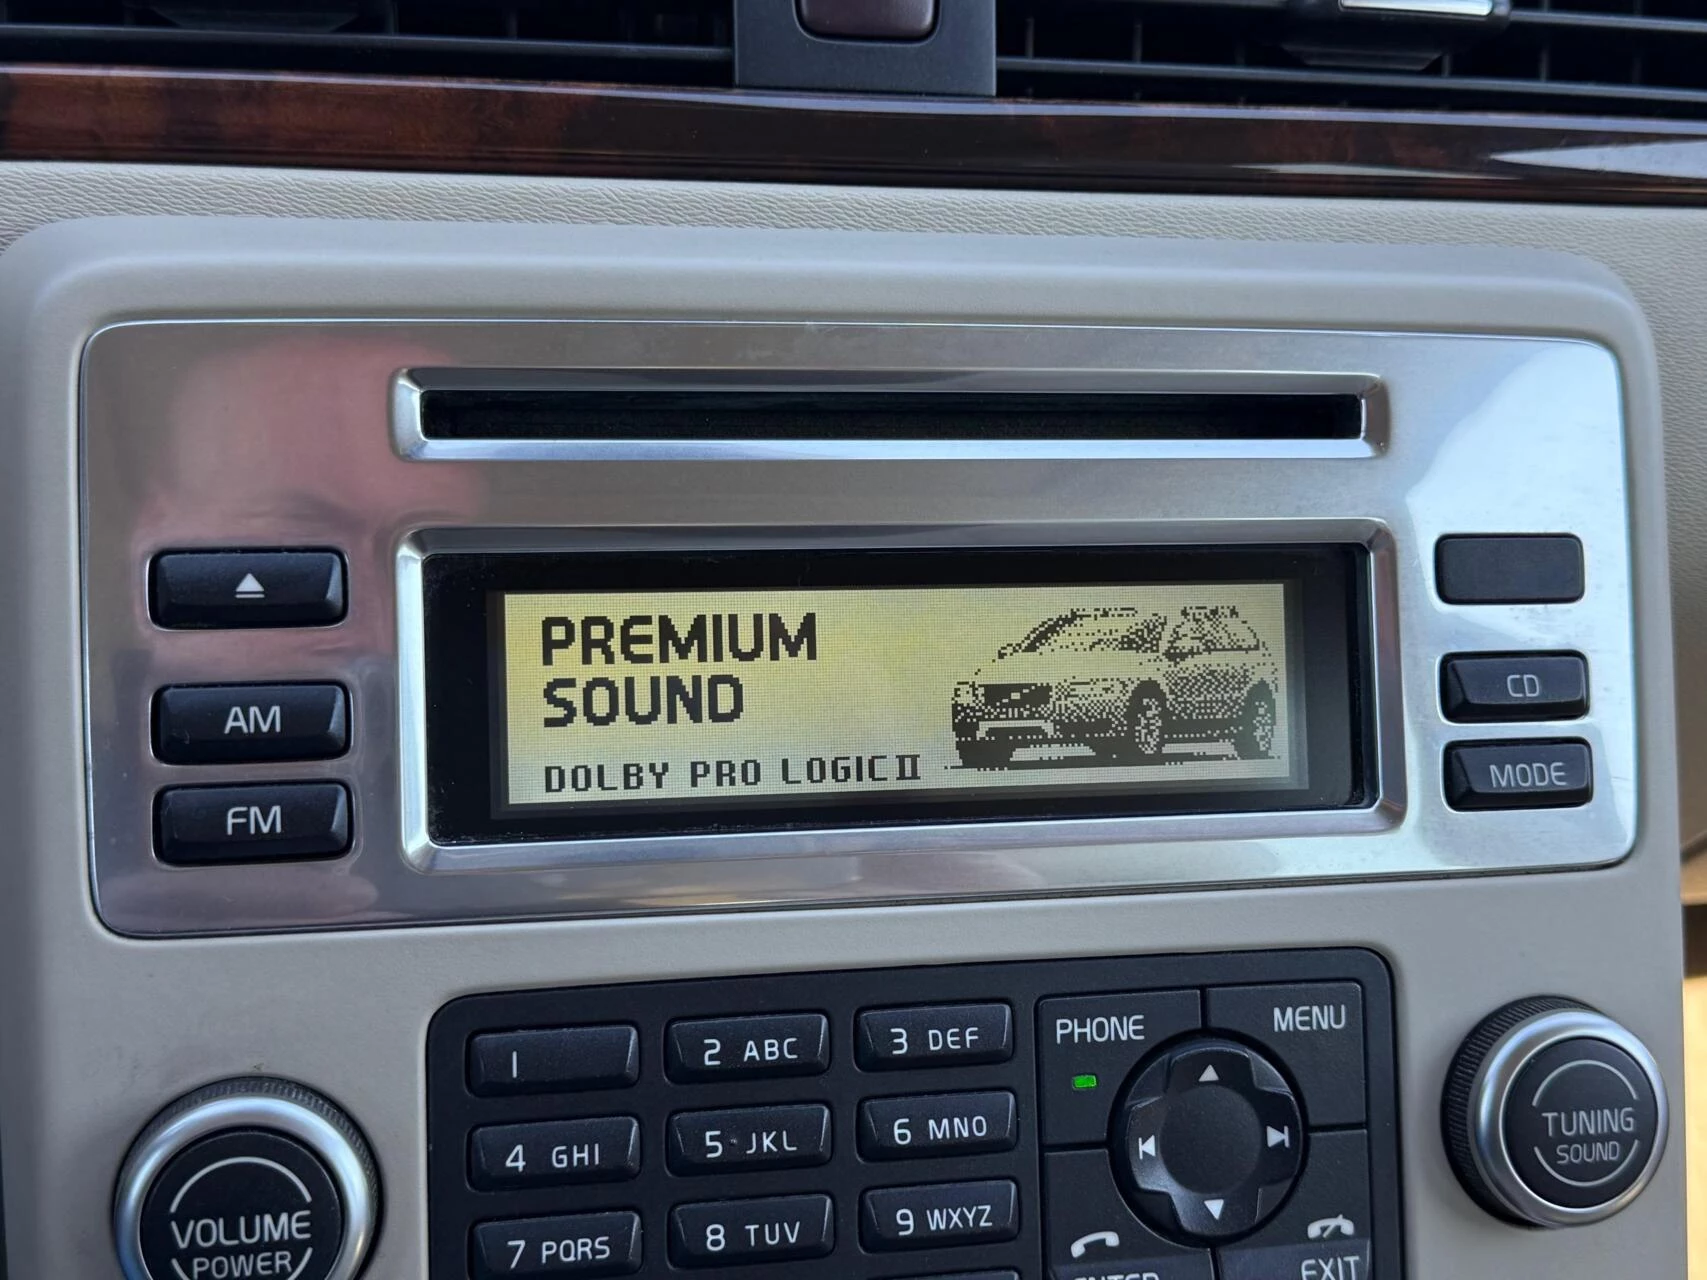 AM
FM
PREMIUM
SOUND
DOLBY PRO LOGIC II
CD
MODE
1
2 ABC
3 DEF
4 GHI
5 JKL
6 MNO
7 PQRS
8 TUV
9 WXYZ
PHONE
MENU
ENTER
EXIT
VOLUME
POWER
TUNING
SOUND